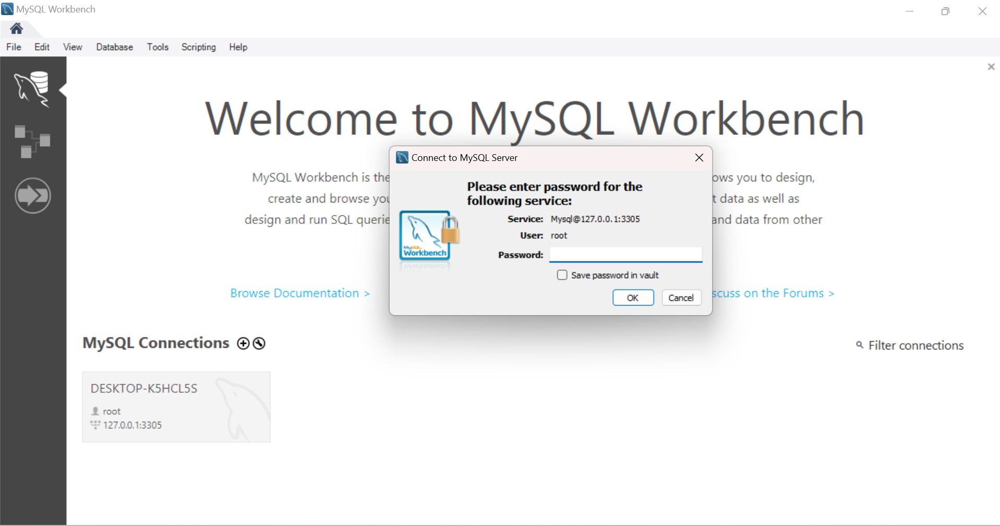 MySQL Workbench
File Edit View Database Tools Scripting Help
Welcome to MySQL Workbench
Connect to MySQL Server
MySQL Workbench is the
ows you to design,
create and browse you
t data as well as
design and run SQL querie
and data from other
Please enter password for the
following service:
Service: Mysql@127.0.0.1:3305
User: root
Password:
Save password in vault
OK Cancel
MySQL
Workbench
Browse Documentation >
scuss on the Forums >
MySQL Connections
Filter connections
DESKTOP-K5HCL5S
root
127.0.0.1:3305